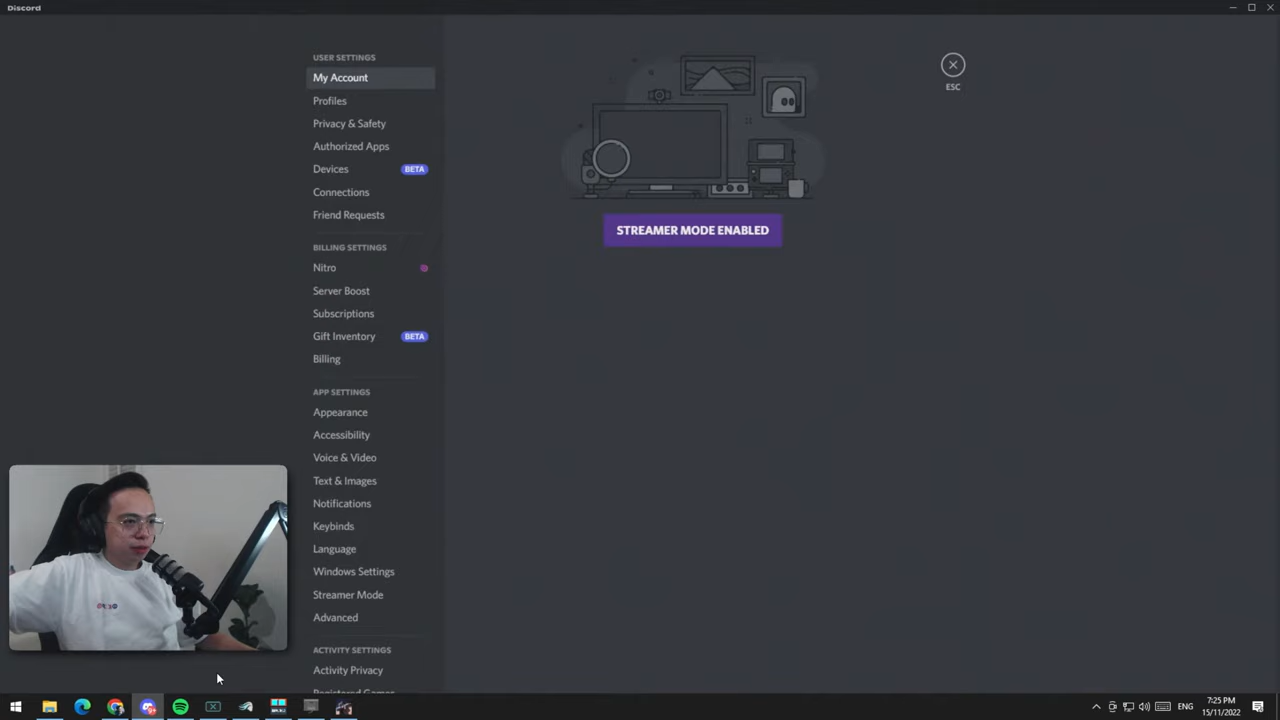 Discord
USER SETTINGS
My Account
Profiles
Privacy & Safety
Authorized Apps
Devices BETA
Connections
Friend Requests
BILLING SETTINGS
Nitro
Server Boost
Subscriptions
Gift Inventory BETA
Billing
APP SETTINGS
Appearance
Accessibility
Voice & Video
Text & Images
Notifications
Keybinds
Language
Windows Settings
Streamer Mode
Advanced
ACTIVITY SETTINGS
Activity Privacy
Registered Games
ESC
STREAMER MODE ENABLED
ENG
7:25 PM
15/11/2022